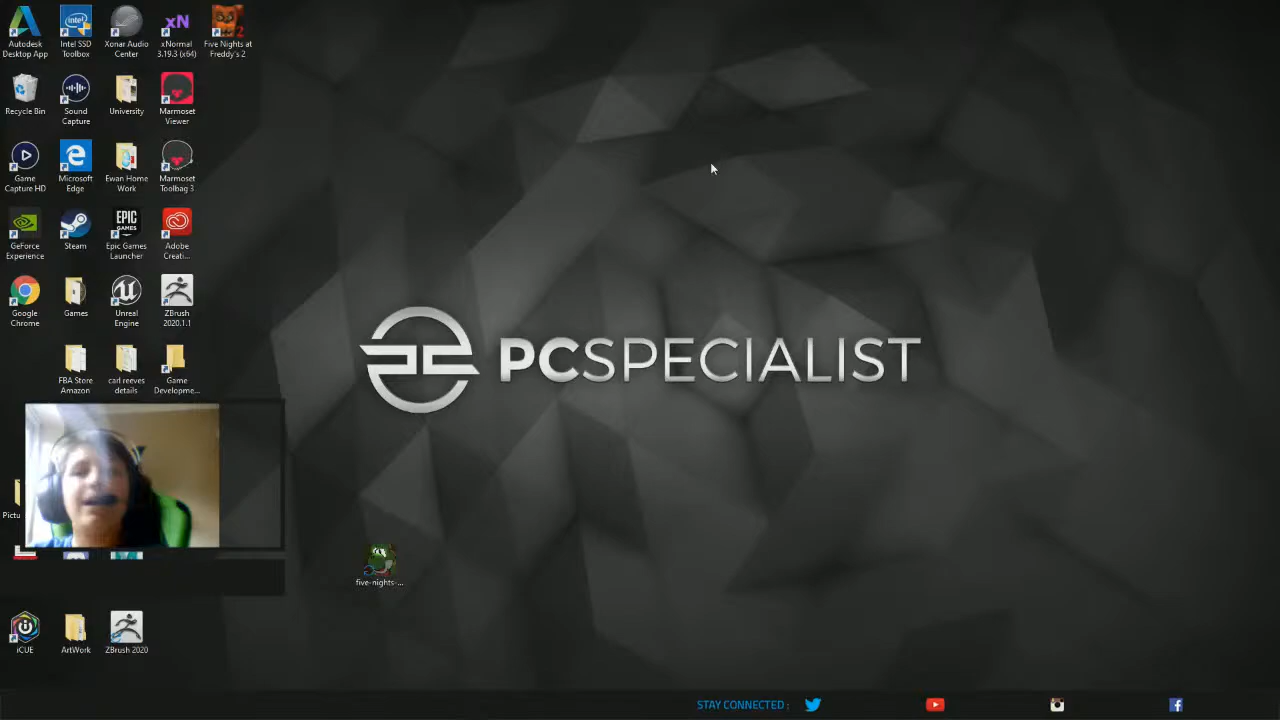 Autodesk
Desktop App
Intel SSD
Toolbox
Xonar Audio
Center
xNormal
3.19.3 (x64)
Five Nights at
Freddy's 2
Recycle Bin
Sound
Capture
University
Marmoset
Viewer
Game
Capture HD
Microsoft
Edge
Ewan Home
Work
Marmoset
Toolbag 3
GeForce
Experience
Steam
Epic Games
Launcher
Adobe
Creati...
Google
Chrome
Games
Unreal
Engine
ZBrush
2020.1.1
FBA Store
Amazon
carl reeves
details
Game
Developme...
PCSPECIALIST
Pictu
five-nights-...
iCUE
ArtWork
ZBrush 2020
STAY CONNECTED :